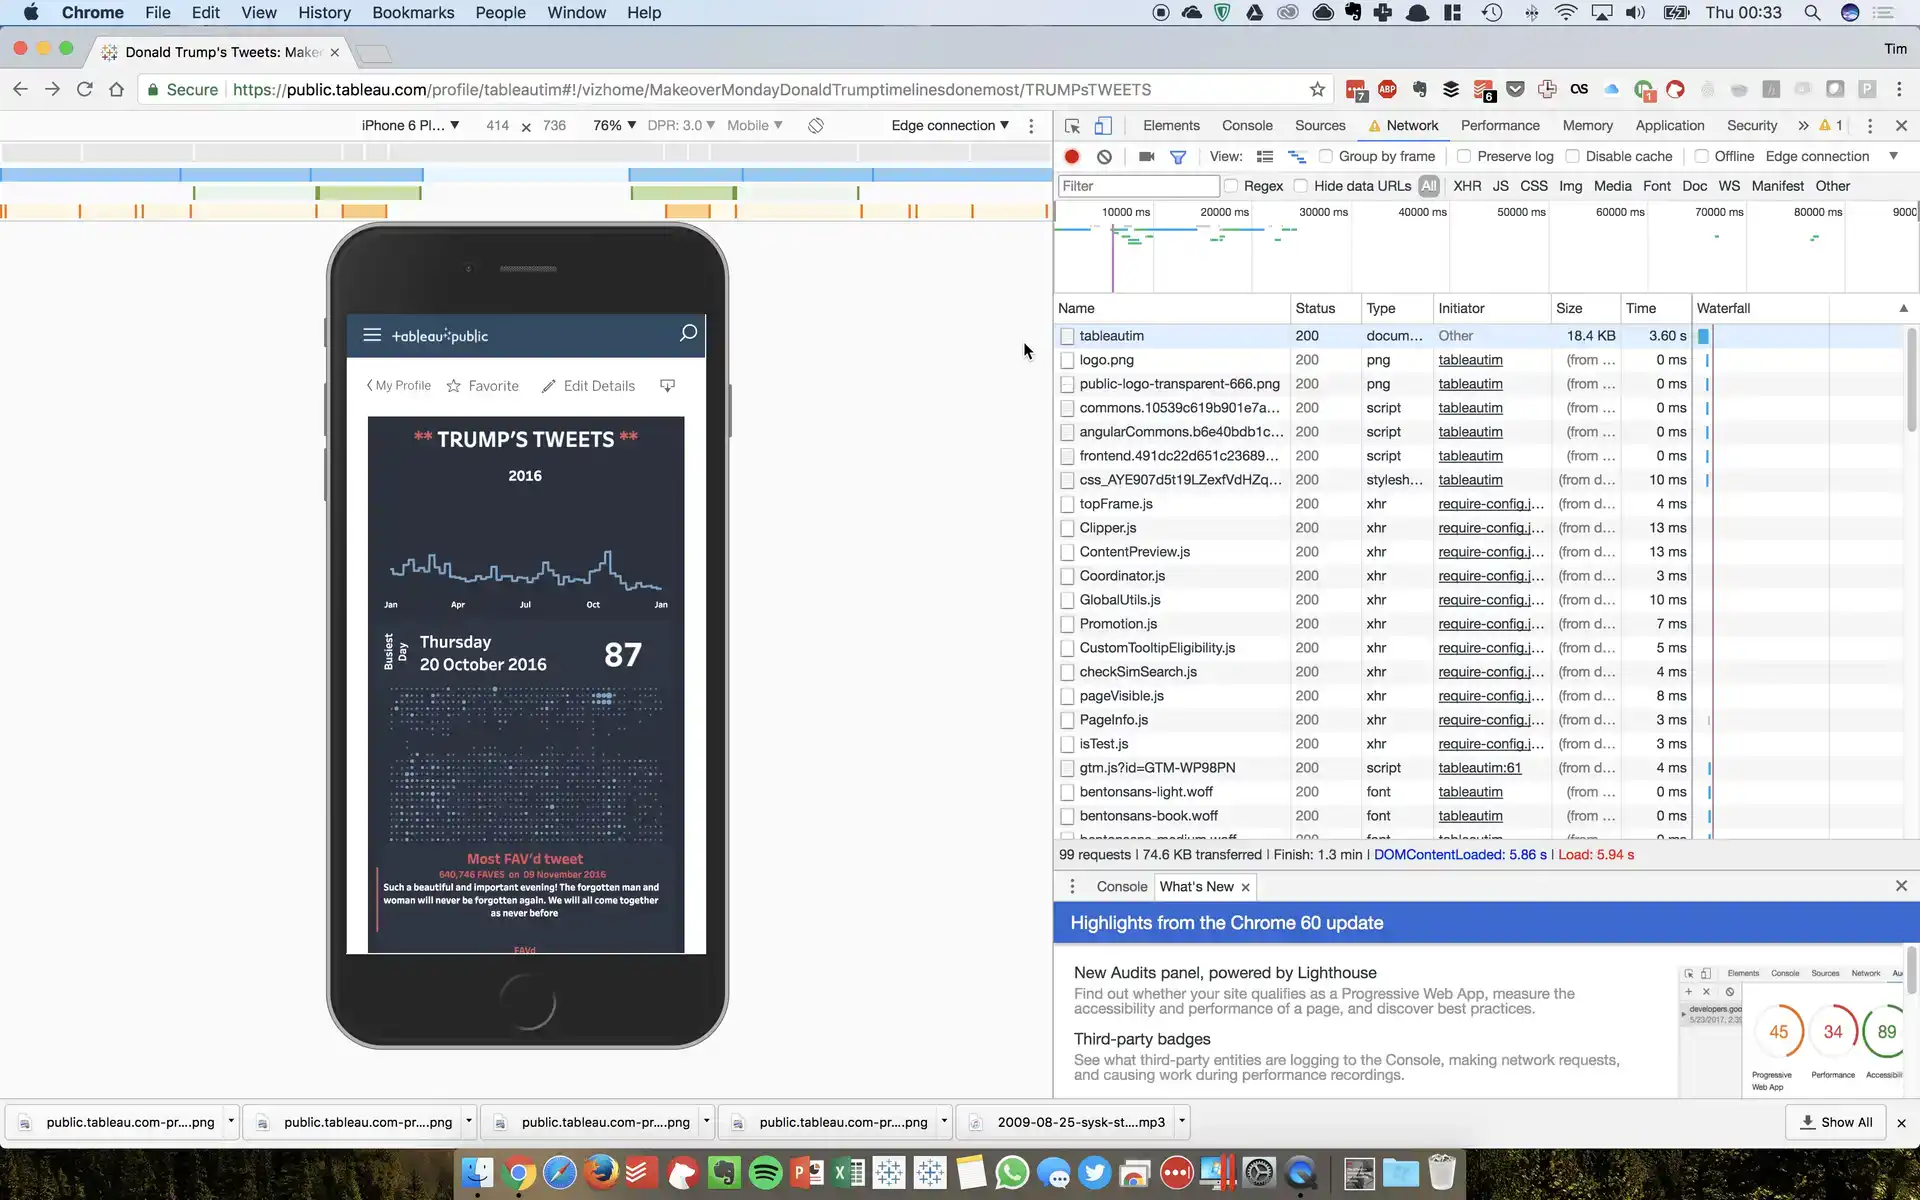 Chrome File Edit View History Bookmarks People Window Help
Thu 00:33
Donald Trump's Tweets: Make
Tim
Secure https://public.tableau.com/profile/tableautim#!/vizhome/MakeoverMondayDonaldTrumptimelinesdonemost/TRUMPsTWEETS
iPhone 6 Pl... 414 × 736 76% DPR: 3.0 Mobile Edge connection
Elements Console Sources Network Performance Memory Application Security 1
View: Group by frame Preserve log Disable cache Offline Edge connection
Filter Regex Hide data URLs All XHR JS CSS Img Media Font Doc WS Manifest Other
10000 ms 20000 ms 30000 ms 40000 ms 50000 ms 60000 ms 70000 ms 80000 ms 9000
Name Status Type Initiator Size Time Waterfall
tableautim 200 docum... Other 18.4 KB 3.60 s
logo.png 200 png tableautim (from ... 0 ms
public-logo-transparent-666.png 200 png tableautim (from ... 0 ms
commons.10539c619b901e7a... 200 script tableautim (from ... 0 ms
angularCommons.b6e40bdb1c... 200 script tableautim (from ... 0 ms
frontend.491dc22d651c23689... 200 script tableautim (from ... 0 ms
css_AYE907d5t19LZexfVdHZq... 200 stylesh... tableautim (from d... 10 ms
topFrame.js 200 xhr require-config.j... (from d... 4 ms
Clipper.js 200 xhr require-config.j... (from d... 13 ms
ContentPreview.js 200 xhr require-config.j... (from d... 13 ms
Coordinator.js 200 xhr require-config.j... (from d... 3 ms
GlobalUtils.js 200 xhr require-config.j... (from d... 10 ms
Promotion.js 200 xhr require-config.j... (from d... 7 ms
CustomTooltipEligibility.js 200 xhr require-config.j... (from d... 5 ms
checkSimSearch.js 200 xhr require-config.j... (from d... 4 ms
pageVisible.js 200 xhr require-config.j... (from d... 8 ms
PageInfo.js 200 xhr require-config.j... (from d... 3 ms
isTest.js 200 xhr require-config.j... (from d... 3 ms
gtm.js?id=GTM-WP98PN 200 script tableautim:61 (from d... 4 ms
bentonsans-light.woff 200 font tableautim (from ... 0 ms
bentonsans-book.woff 200 font tableautim (from ... 0 ms
bentonsans-medium.woff 200 font tableautim (from ... 0 ms
99 requests | 74.6 KB transferred | Finish: 1.3 min | DOMContentLoaded: 5.86 s | Load: 5.94 s
Console What's New
Highlights from the Chrome 60 update
New Audits panel, powered by Lighthouse
Find out whether your site qualifies as a Progressive Web App, measure the
accessibility and performance of a page, and discover best practices.
Third-party badges
See what third-party entities are logging to the Console, making network requests,
and causing work during performance recordings.
Elements Console Sources Network Au
developers.goo
5/23/2017, 2:3
45 34 89
Progressive
Web App
Performance
Accessibili
tableau public
My Profile Favorite Edit Details
** TRUMP'S TWEETS **
2016
Jan Apr Jul Oct Jan
Busiest
Day
Thursday
20 October 2016
87
Most FAV'd tweet
640,746 FAVES on 09 November 2016
Such a beautiful and important evening! The forgotten man and
woman will never be forgotten again. We will all come together
as never before
FAVd
public.tableau.com-pr....png public.tableau.com-pr....png public.tableau.com-pr....png public.tableau.com-pr....png 2009-08-25-sysk-st....mp3 Show All